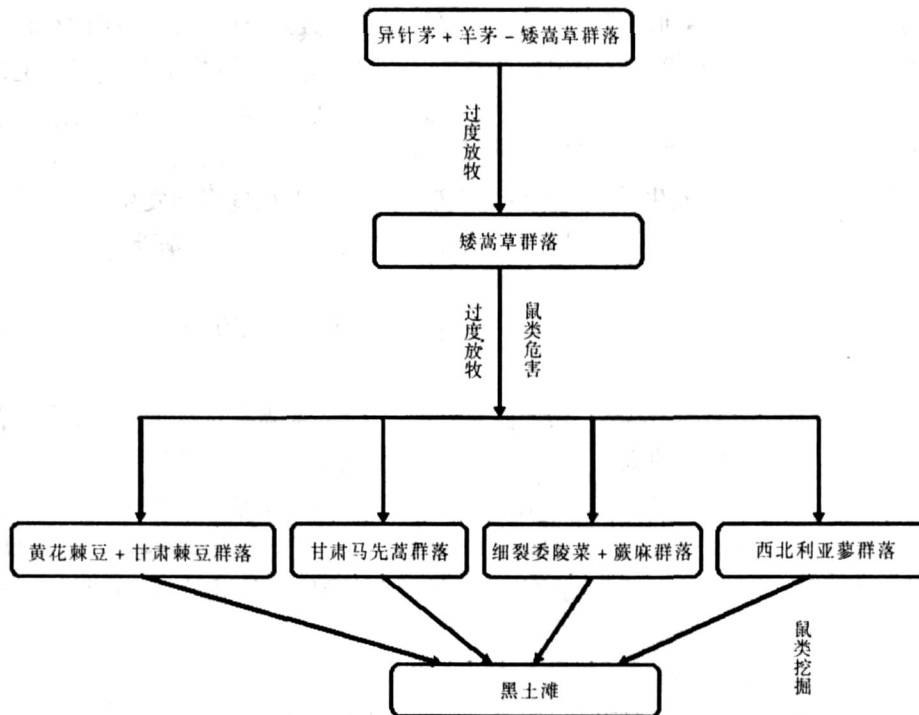 异针茅 + 羊茅 - 矮嵩草群落
过度放牧
矮嵩草群落
过度放牧
鼠类危害
黄花棘豆 + 甘肃棘豆群落
甘肃马先蒿群落
细裂委陵菜 + 蕨麻群落
西北利亚蓼群落
鼠类挖掘
黑土滩